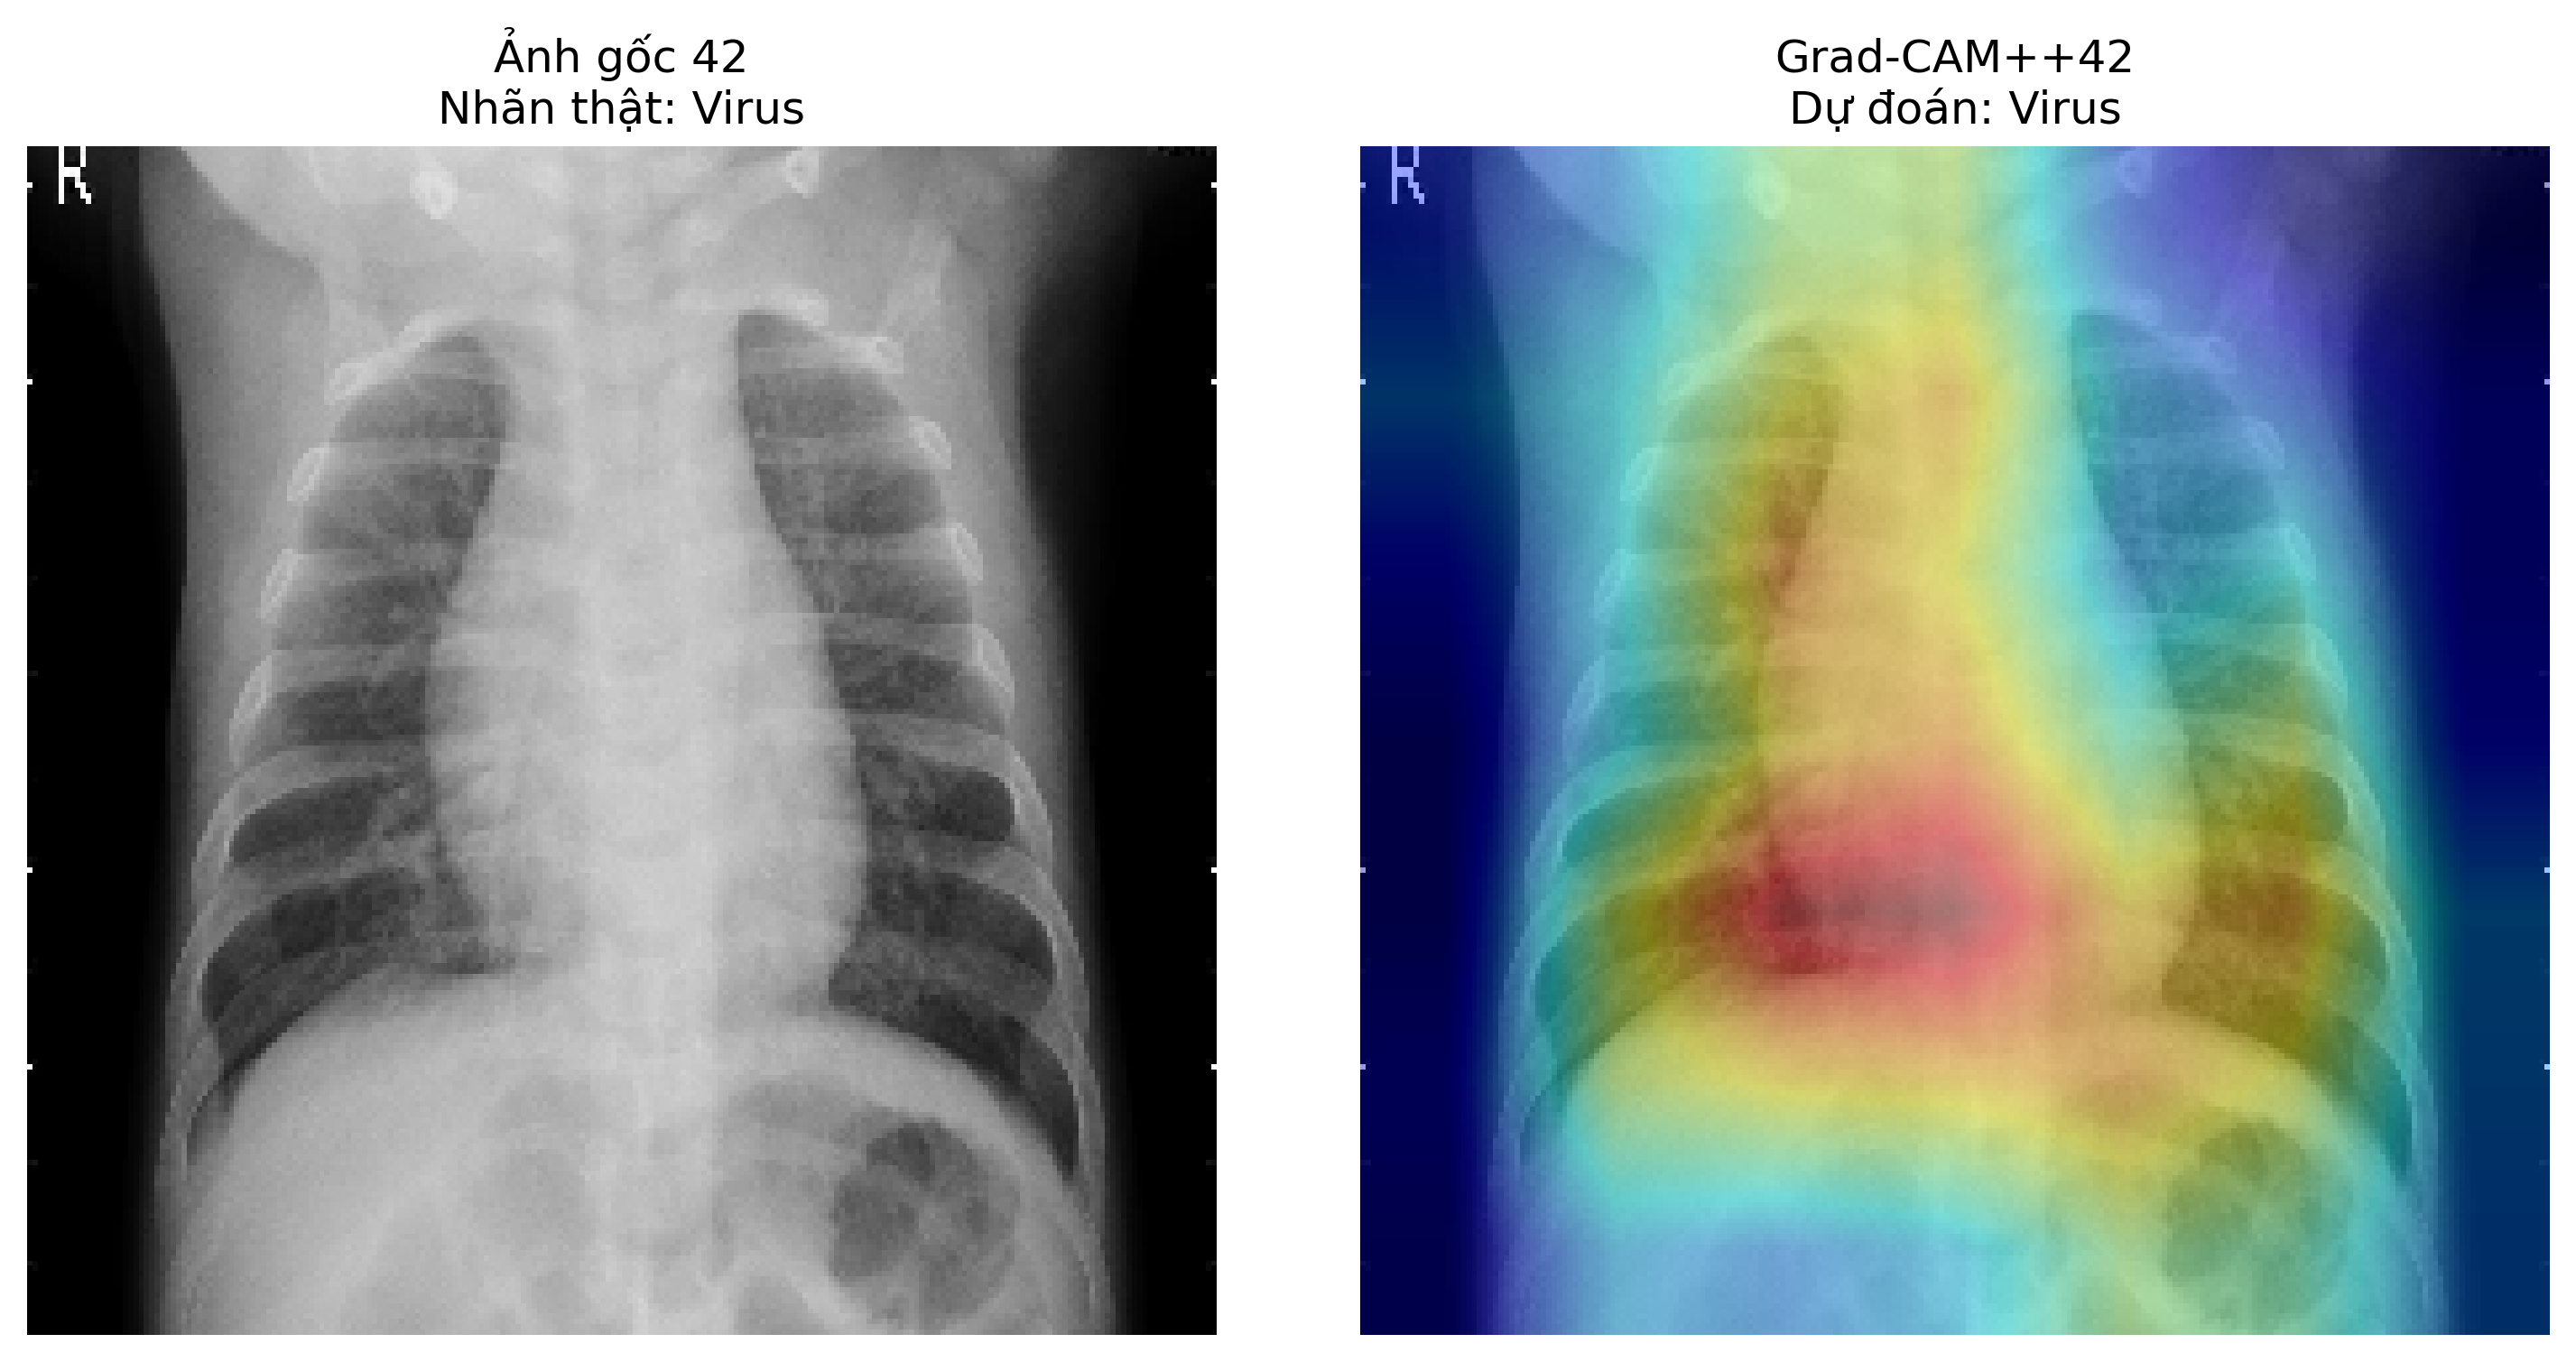 Ảnh gốc 42
Nhãn thật: Virus
Grad-CAM++42
Dự đoán: Virus
R
R